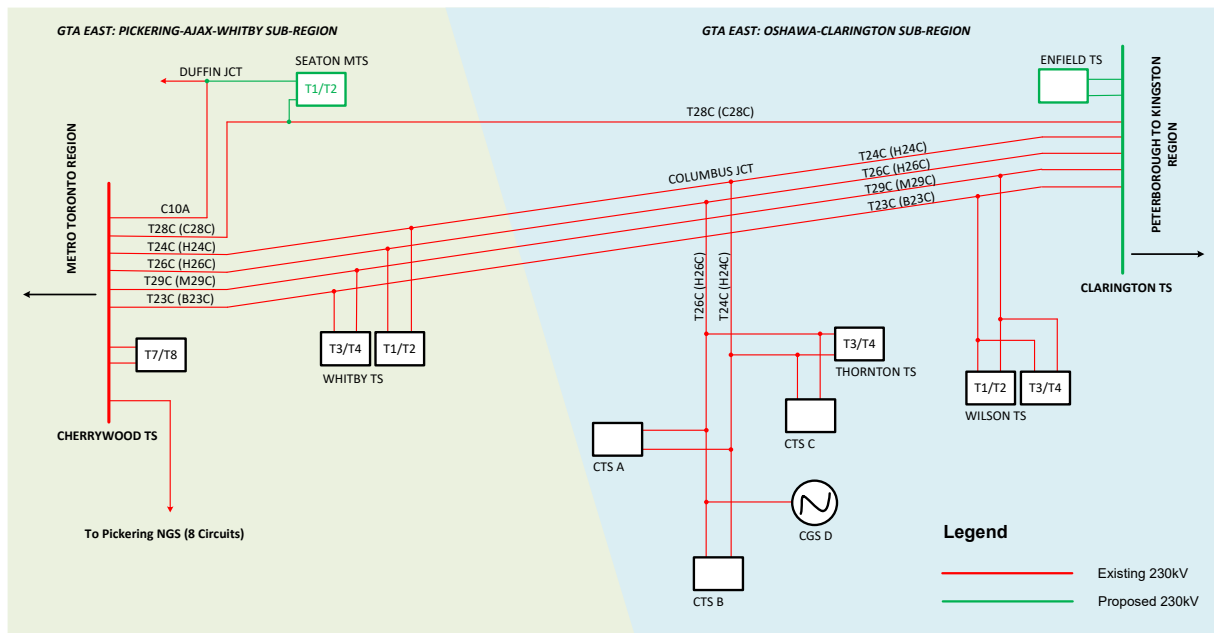 GTA EAST: PICKERING-AJAX-WHITBY SUB-REGION
GTA EAST: OSHAWA-CLARINGTON SUB-REGION
SEATON MTS
DUFFIN JCT
T1/T2
ENFIELD TS
T28C (C28C)
PETERBOROUGH TO KINGSTON
REGION
METRO TORONTO REGION
COLUMBUS JCT
T24C (H24C)
T26C (H26C)
T29C (M29C)
T23C (B23C)
C10A
T28C (C28C)
T24C (H24C)
T26C (H26C)
T29C (M29C)
T23C (B23C)
CLARINGTON TS
T26C (H26C)
T24C (H24C)
T7/T8
T3/T4
T1/T2
WHITBY TS
T3/T4
THORNTON TS
T1/T2
T3/T4
WILSON TS
CHERRYWOOD TS
CTS C
CTS A
To Pickering NGS (8 Circuits)
CGS D
CTS B
Legend
Existing 230kV
Proposed 230kV